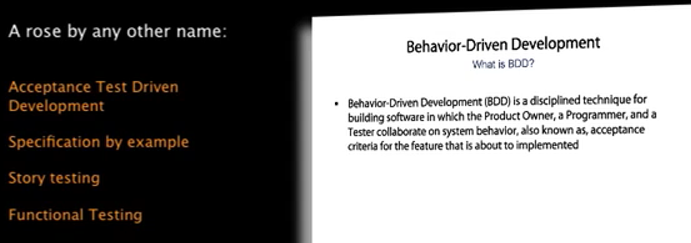 A rose by any other name:
Acceptance Test Driven
Development
Specification by example
Story testing
Functional Testing
Behavior-Driven Development
What is BDD?
• Behavior-Driven Development (BDD) is a disciplined technique for
building software in which the Product Owner, a Programmer, and a
Tester collaborate on system behavior, also known as, acceptance
criteria for the feature that is about to implemented